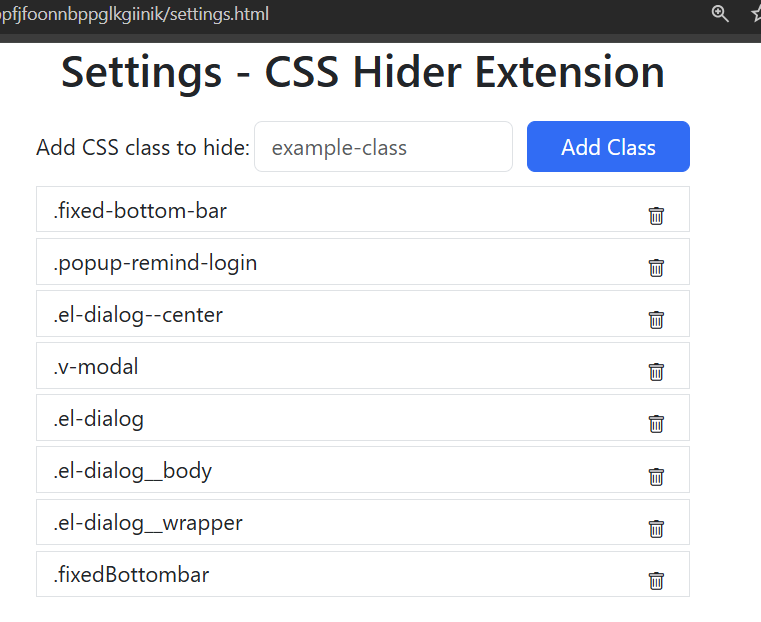 pfjfoonnbppglkgiinik/settings.html
Settings - CSS Hider Extension
Add CSS class to hide: example-class Add Class
.fixed-bottom-bar
.popup-remind-login
.el-dialog--center
.v-modal
.el-dialog
.el-dialog__body
.el-dialog__wrapper
.fixedBottombar